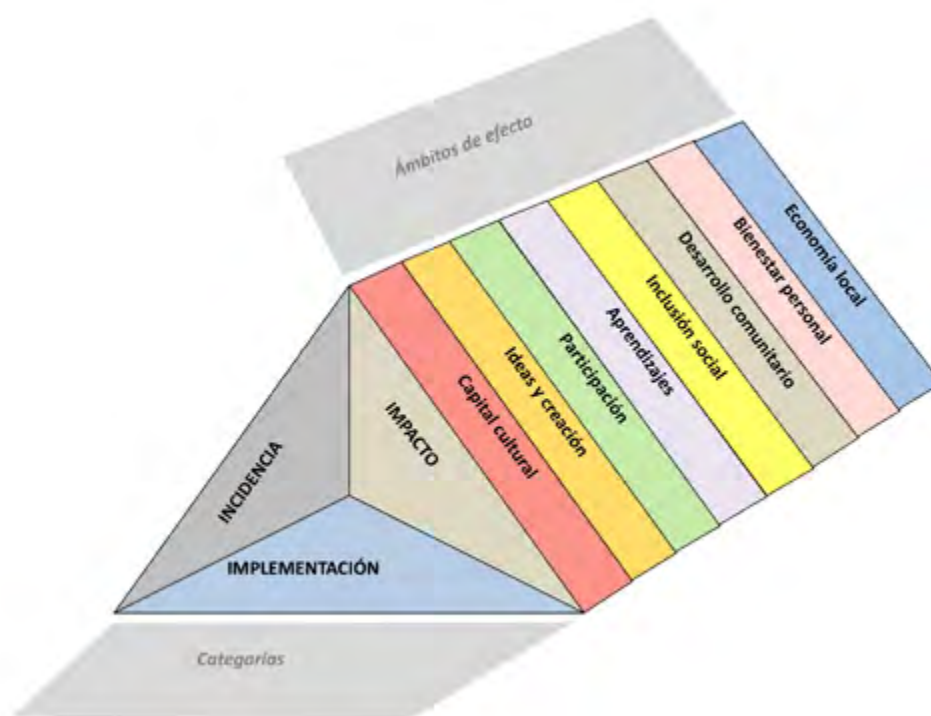 Ámbitos de efecto
Economía local
Bienestar personal
Desarrollo comunitario
Inclusión social
Aprendizajes
Participación
Ideas y creación
Capital cultural
IMPACTO
INCIDENCIA
IMPLEMENTACIÓN
Categorías